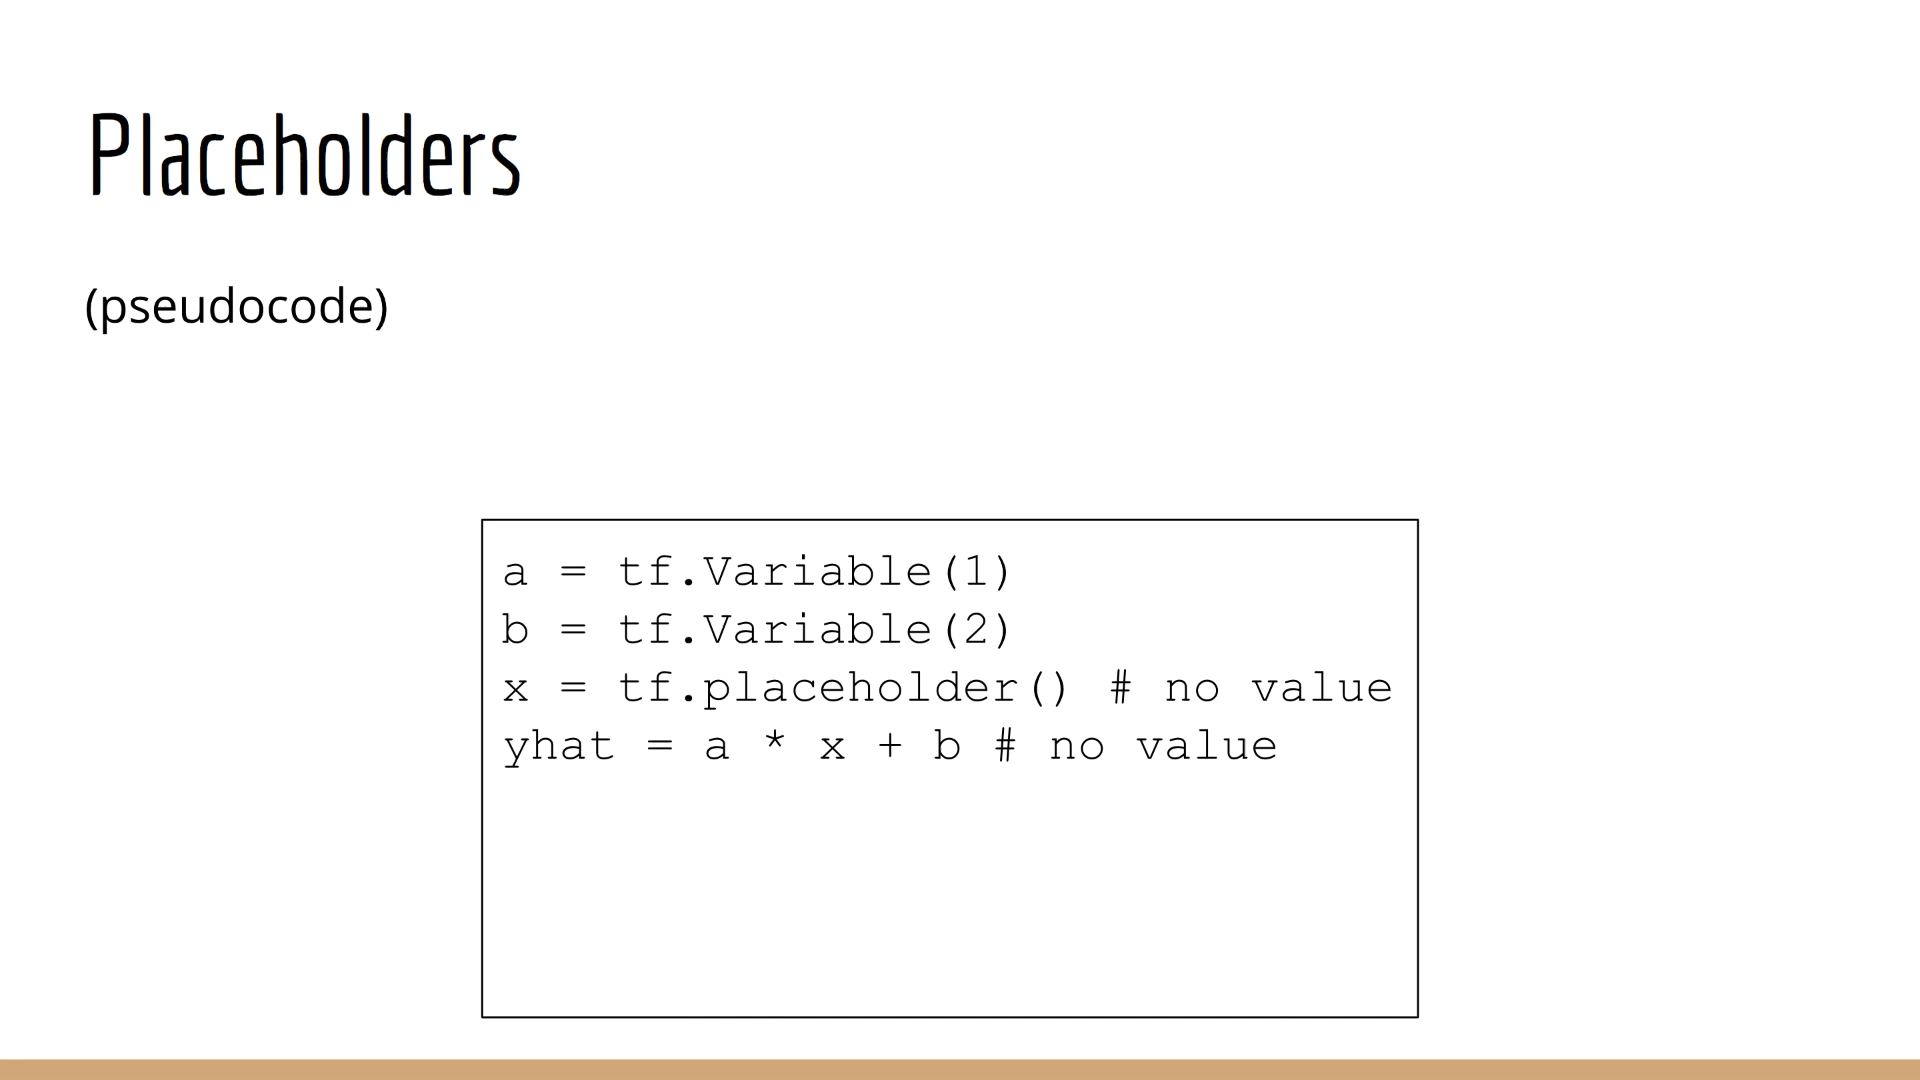 Placeholders
(pseudocode)
a = tf.Variable(1)
b = tf.Variable(2)
x = tf.placeholder() # no value
yhat = a * x + b # no value